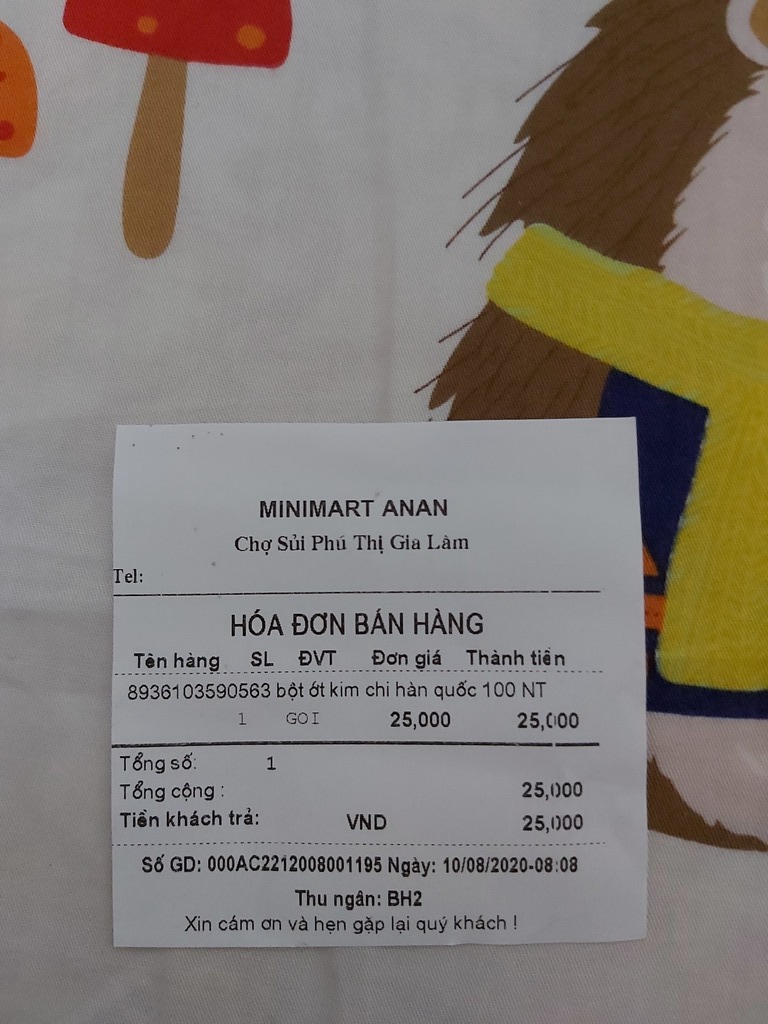 MINIMART ANAN
Chợ Sủi Phú Thị Gia Lâm
Tel:
HÓA ĐƠN BÁN HÀNG
Tên hàng SL ĐVT Đơn giá Thành tiền
8936103590563 bột ớt kim chi hàn quốc 100 NT
1 GOI 25,000 25,000
Tổng số: 1
Tổng cộng : 25,000
Tiền khách trả: VND 25,000
Số GD: 000AC2212008001195 Ngày: 10/08/2020-08:08
Thu ngân: BH2
Xin cám ơn và hẹn gặp lại quý khách !